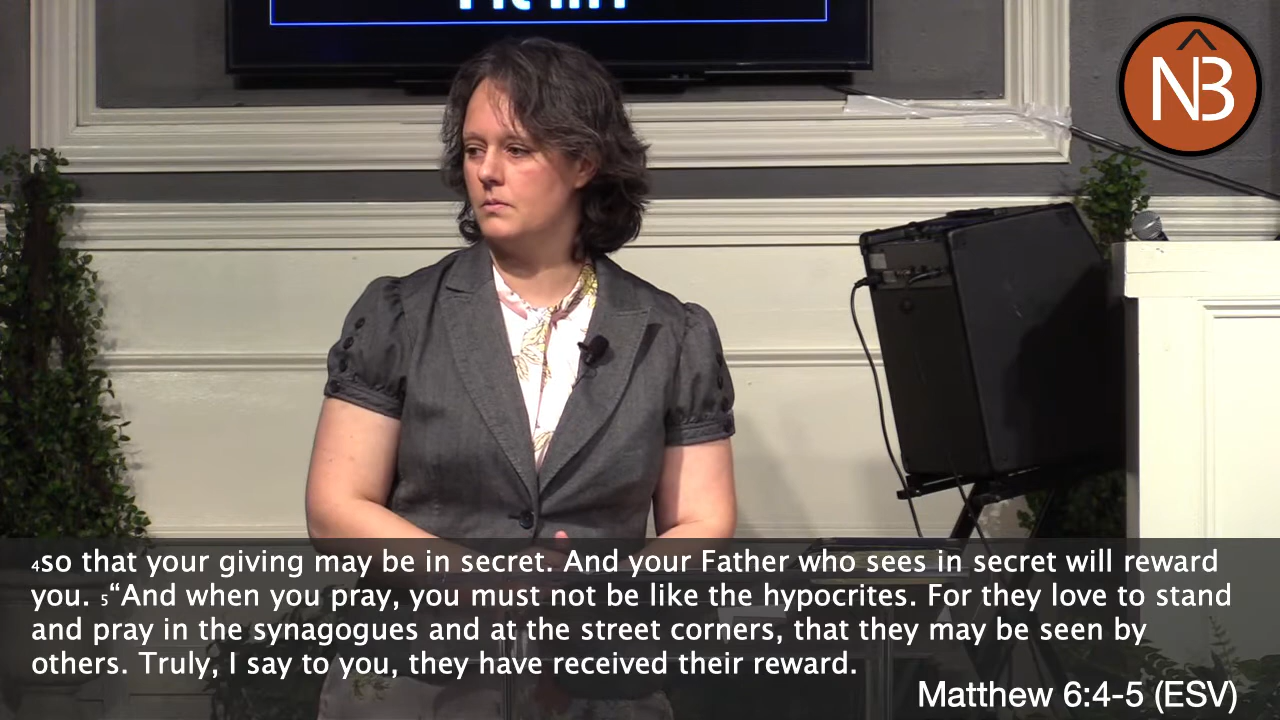 NB
4so that your giving may be in secret. And your Father who sees in secret will reward
you. 5“And when you pray, you must not be like the hypocrites. For they love to stand
and pray in the synagogues and at the street corners, that they may be seen by
others. Truly, I say to you, they have received their reward.
Matthew 6:4-5 (ESV)